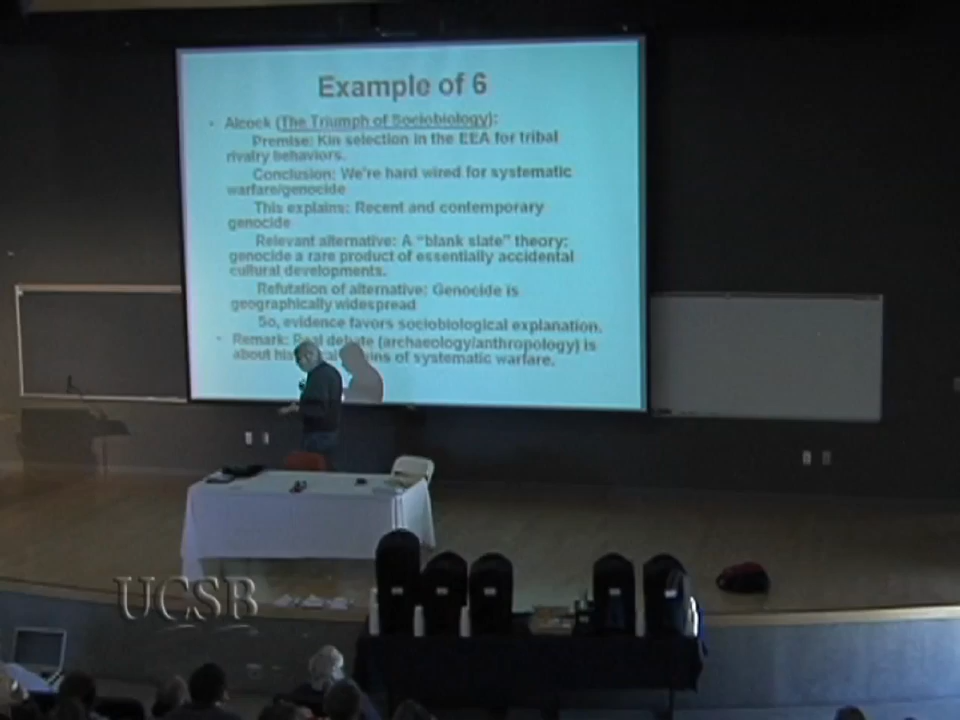 Example of 6
• Alcock (The Triumph of Sociobiology):
Premise: Kin selection in the EEA for tribal
rivalry behaviors.
Conclusion: We're hard wired for systematic
warfare/genocide
This explains: Recent and contemporary
genocide
Relevant alternative: A "blank slate" theory:
genocide a rare product of essentially accidental
cultural developments.
Refutation of alternative: Genocide is
geographically widespread
So, evidence favors sociobiological explanation.
• Remark: Real debate (archaeology/anthropology) is
about of systematic warfare.
UCSB